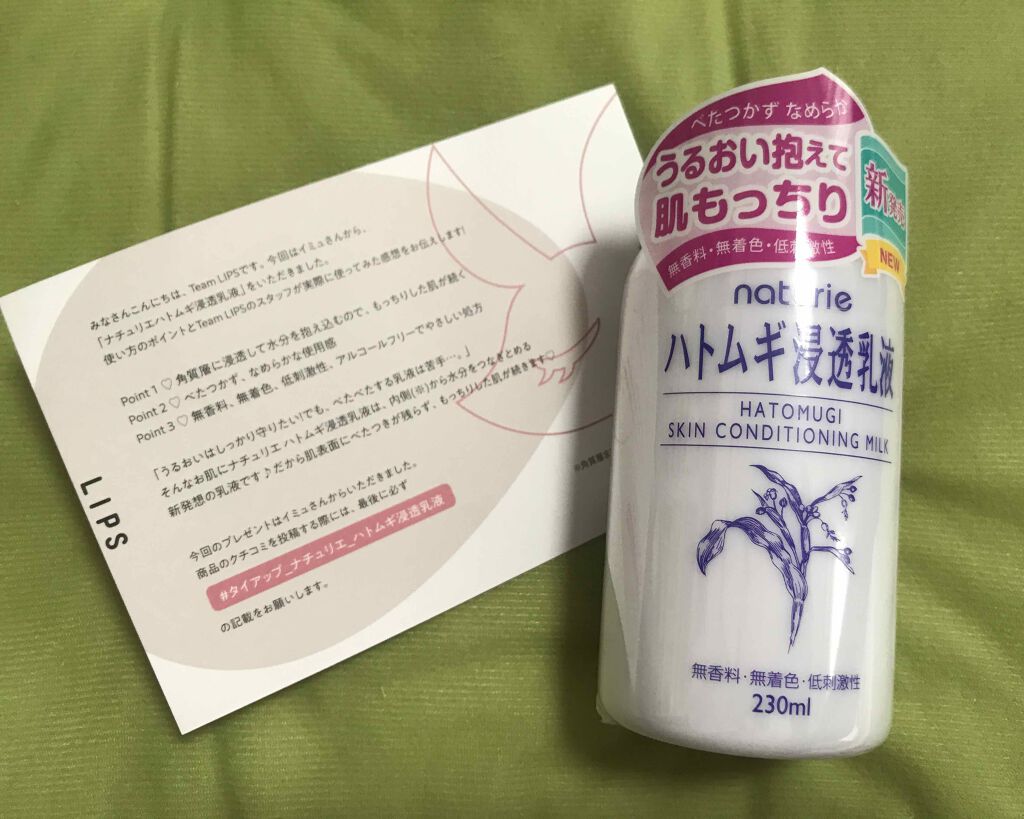 みなさんこんにちは、Team LIPSです。今回はイミュさんから、
「ナチュリエハトムギ浸透乳液」をいただきました。
使い方のポイントとTeam LIPSのスタッフが実際に使ってみた感想をお伝えします!
Point 1 ♡ 角質層に浸透して水分を抱え込むので、もっちりした肌が続く
Point 2 ♡ べたつかず、なめらかな使用感
Point 3 ♡ 無香料、無着色、低刺激性、アルコールフリーでやさしい処方
「うるおいはしっかり守りたい!でも、べたべたする乳液は苦手…。」
そんなお肌にナチュリエ ハトムギ浸透乳液は、内側(※)から水分をつなぎとめる
新発想の乳液です♪だから肌表面にべたつきが残らず、もっちりした肌が続きます♡
※角質層
今回のプレゼントはイミュさんからいただきました。
商品のクチコミを投稿する際には、最後に必ず
#タイアップ_ナチュリエ_ハトムギ浸透乳液
の記載をお願いします。
LIPS
べたつかず なめらか
うるおい抱えて
肌もっちり
無香料・無着色・低刺激性
新発売
NEW
naturie
ハトムギ浸透乳液
HATOMUGI
SKIN CONDITIONING MILK
無香料・無着色・低刺激性
230ml